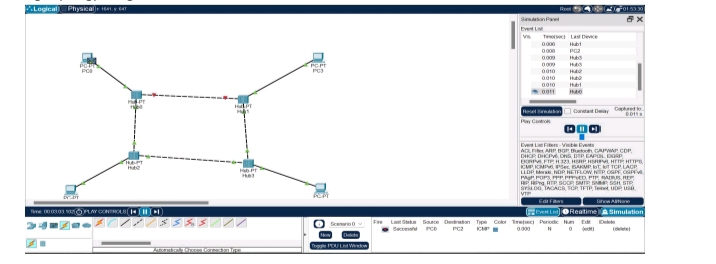 Logical Physical x: 1641, y: 647
Root
01:53:30
Simulation Panel
Event List
Vis. Time(sec) Last Device
0.006 Hub1
0.008 PC2
0.009 Hub3
0.009 Hub3
0.010 Hub2
0.010 Hub2
0.010 Hub1
0.011 Hub0
Reset Simulation Constant Delay Captured to: 0.011 s
Play Controls
Event List Filters - Visible Events
ACL Filter, ARP, BGP, Bluetooth, CAPWAP, CDP,
DHCP, DHCPv6, DNS, DTP, EAPOL, EIGRP,
EIGRPv6, FTP, H.323, HSRP, HSRPv6, HTTP, HTTPS,
ICMP, ICMPv6, IPSec, ISAKMP, IoT, IoT TCP, LACP,
LLDP, Meraki, NDP, NETFLOW, NTP, OSPF, OSPFv6,
PAgP, POP3, PPP, PPPoED, PTP, RADIUS, REP,
RIP, RIPng, RTP, SCCP, SMTP, SNMP, SSH, STP,
SYSLOG, TACACS, TCP, TFTP, Telnet, UDP, USB,
VTP
Edit Filters Show All/None
PC-PT
PC0
PC-PT
PC3
Hub-PT
Hub0
Hub-PT
Hub1
Hub-PT
Hub2
Hub-PT
Hub3
PC-PT
PC-PT
Time: 00:03:03.102 PLAY CONTROLS:
Event List Realtime Simulation
Scenario 0
New Delete
Toggle PDU List Window
Fire Last Status Source Destination Type Color Time(sec) Periodic Num Edit Delete
Successful PC0 PC2 ICMP 0.000 N 0 (edit) (delete)
Automatically Choose Connection Type